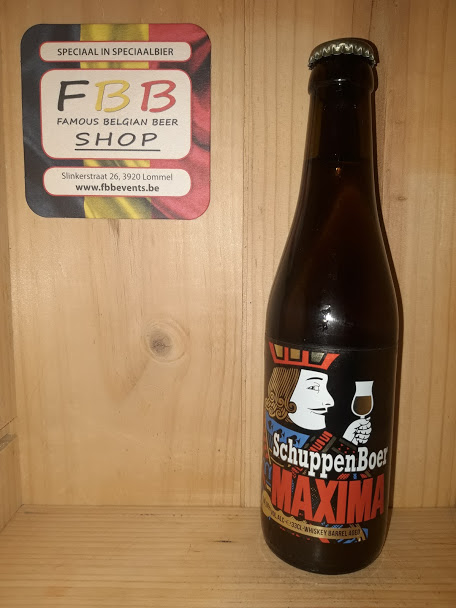 SPECIAAL IN SPECIAALBIER
FBB
FAMOUS BELGIAN BEER
SHOP
Slinkerstraat 26, 3920 Lommel
www.fbbevents.be
SchuppenBoer
MAXIMA
WHISKEY BARREL AGED